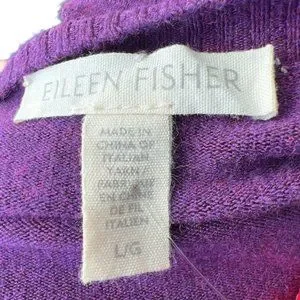 EILEEN FISHER
MADE IN
CHINA OF
ITALIAN
YARN/
FABRIQUÉ
EN CHINE
DE FIL
ITALIEN
L/G